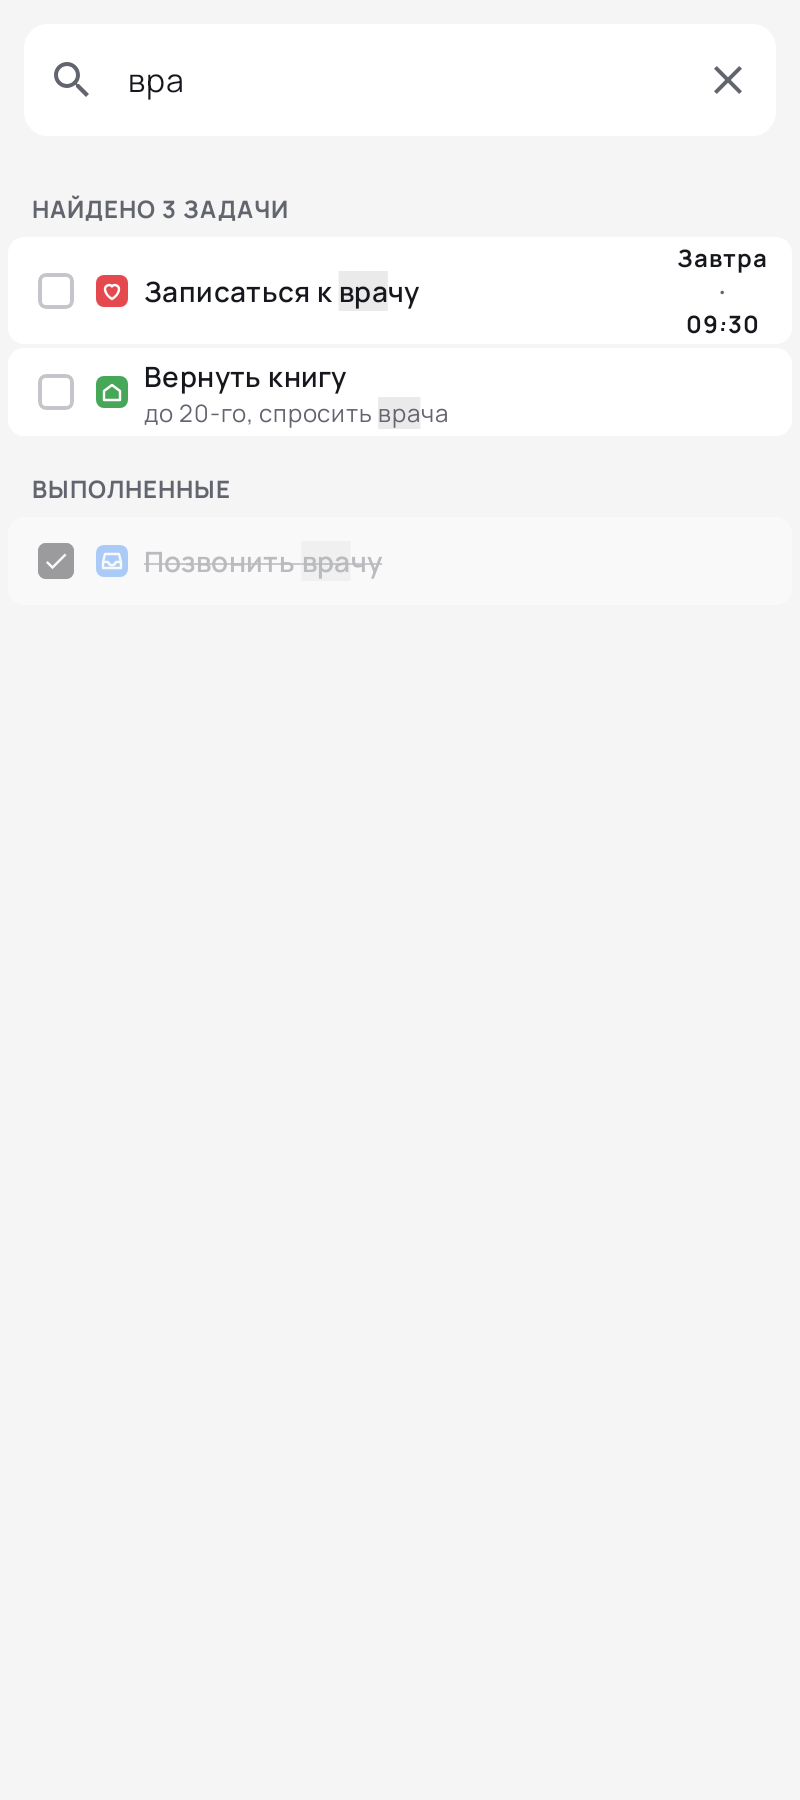 вра
НАЙДЕНО 3 ЗАДАЧИ
Записаться к врачу
Завтра
·
09:30
Вернуть книгу
до 20-го, спросить врача
ВЫПОЛНЕННЫЕ
Позвонить врачу